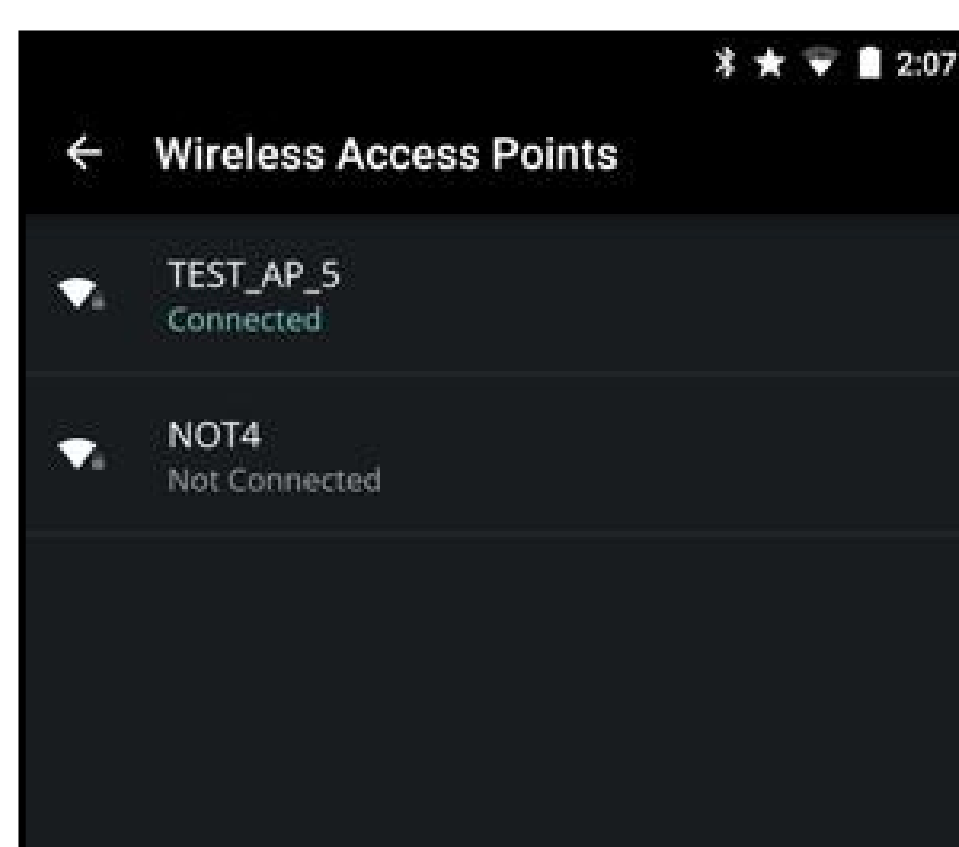 2:07
Wireless Access Points
TEST_AP_5
Connected
NOT4
Not Connected